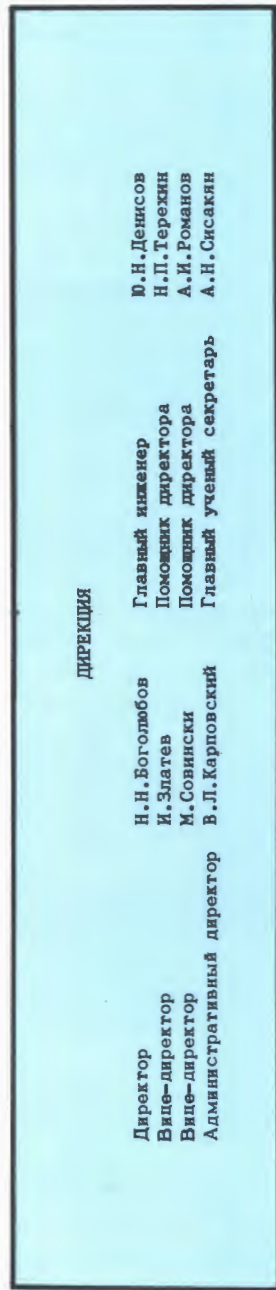 ДИРЕКЦИЯ
Директор Н.Н.Боголюбов Главный инженер Ю.Н.Денисов
Вице-директор И.Златев Помощник директора Н.П.Терехин
Вице-директор М.Совински Помощник директора А.И.Романов
Административный директор В.Л.Карповский Главный ученый секретарь А.Н.Сисакян